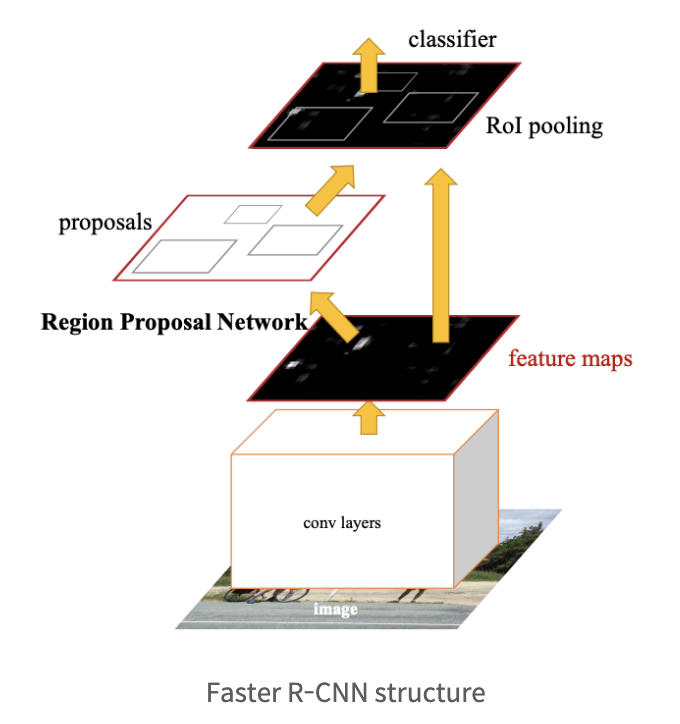 classifier
RoI pooling
proposals
Region Proposal Network
feature maps
conv layers
image
Faster R-CNN structure